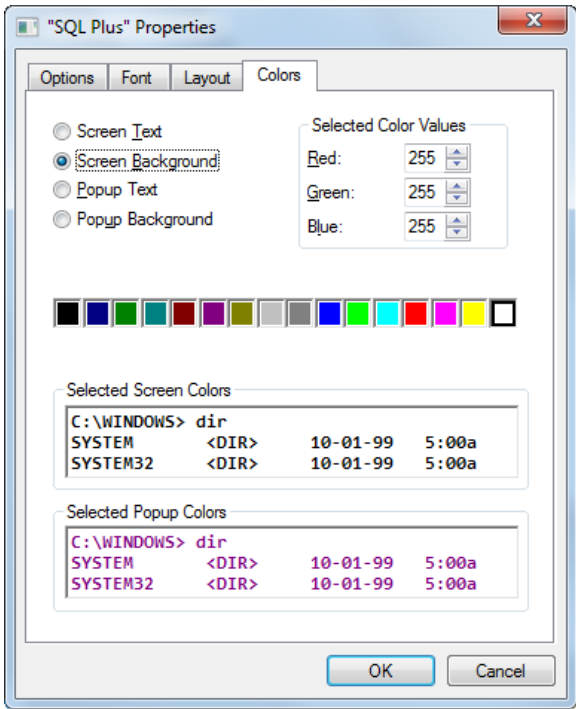 "SQL Plus" Properties
Options Font Layout Colors
Screen Text
Screen Background
Popup Text
Popup Background
Selected Color Values
Red: 255
Green: 255
Blue: 255
Selected Screen Colors
C:\WINDOWS> dir
SYSTEM <DIR> 10-01-99 5:00a
SYSTEM32 <DIR> 10-01-99 5:00a
Selected Popup Colors
C:\WINDOWS> dir
SYSTEM <DIR> 10-01-99 5:00a
SYSTEM32 <DIR> 10-01-99 5:00a
OK Cancel